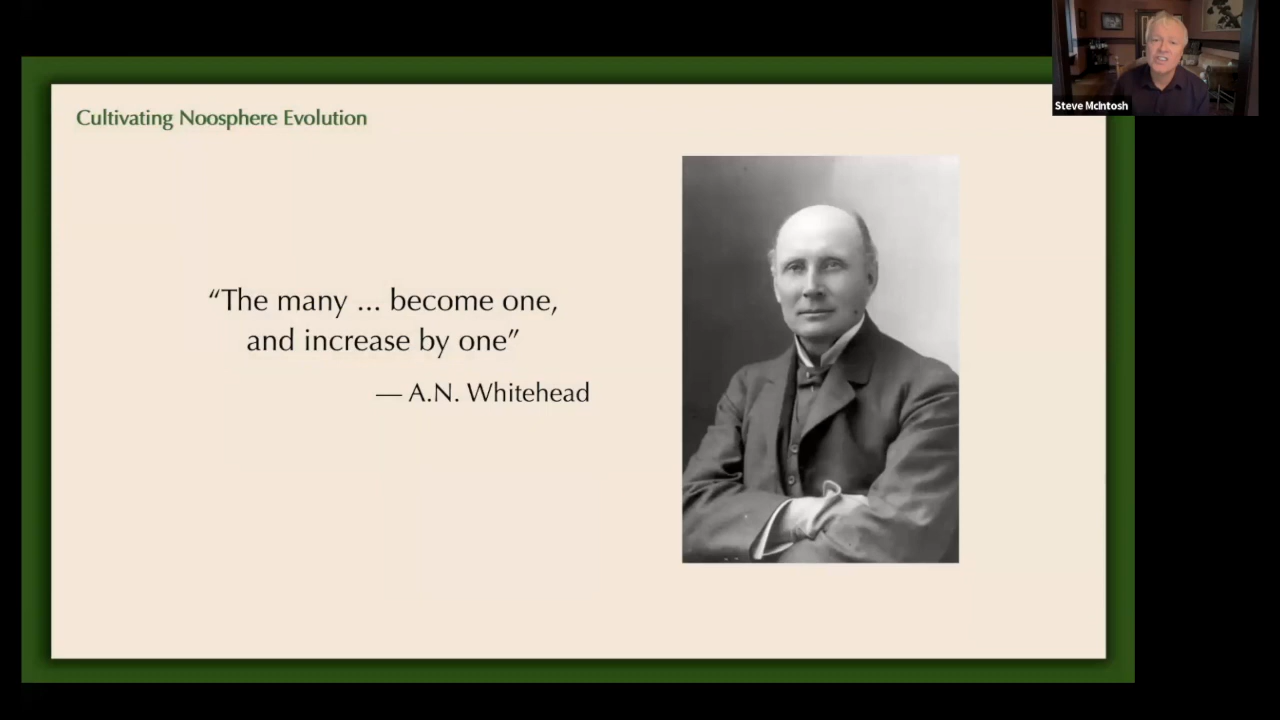 Cultivating Noosphere Evolution
“The many ... become one,
and increase by one”
— A.N. Whitehead
Steve McIntosh